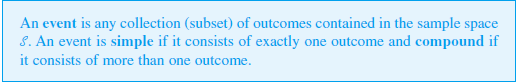 An event is any collection (subset) of outcomes contained in the sample space
𝒮. An event is simple if it consists of exactly one outcome and compound if
it consists of more than one outcome.